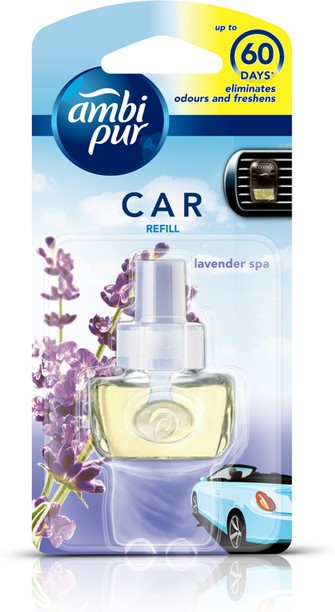 up to
60
DAYS*
eliminates
odours and freshens
ambi
pur
CAR
REFILL
lavender spa